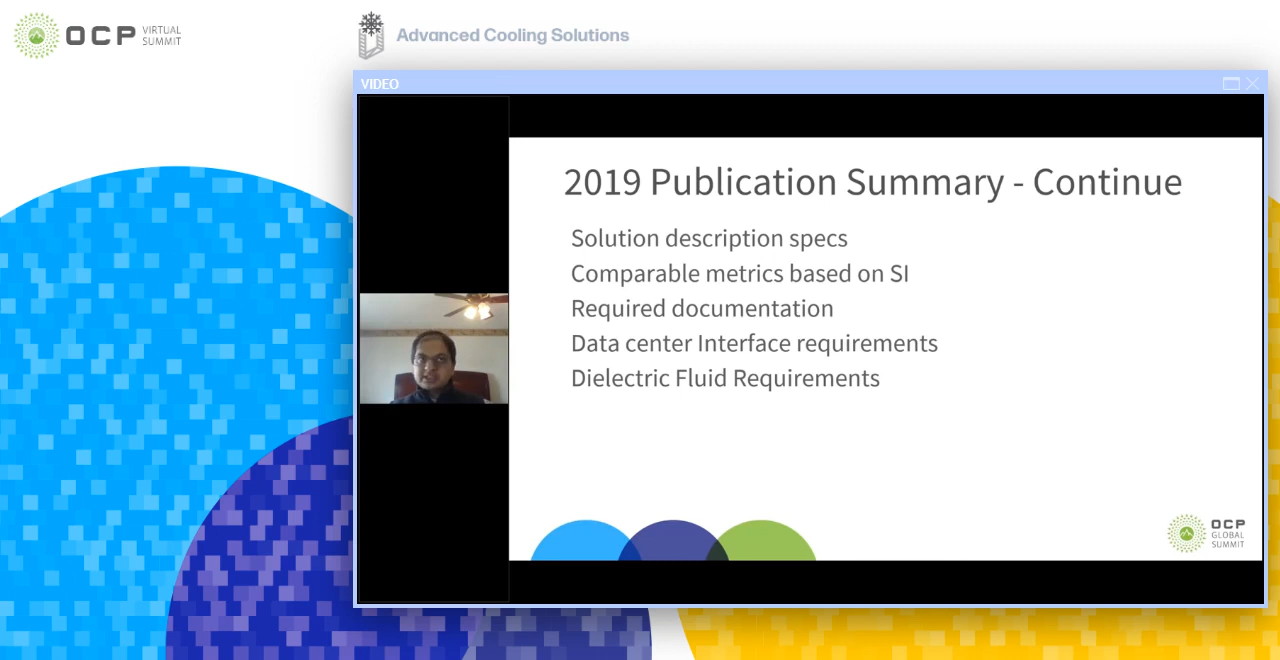 OCP VIRTUAL
SUMMIT
Advanced Cooling Solutions
VIDEO
2019 Publication Summary - Continue
Solution description specs
Comparable metrics based on SI
Required documentation
Data center Interface requirements
Dielectric Fluid Requirements
OCP
GLOBAL
SUMMIT